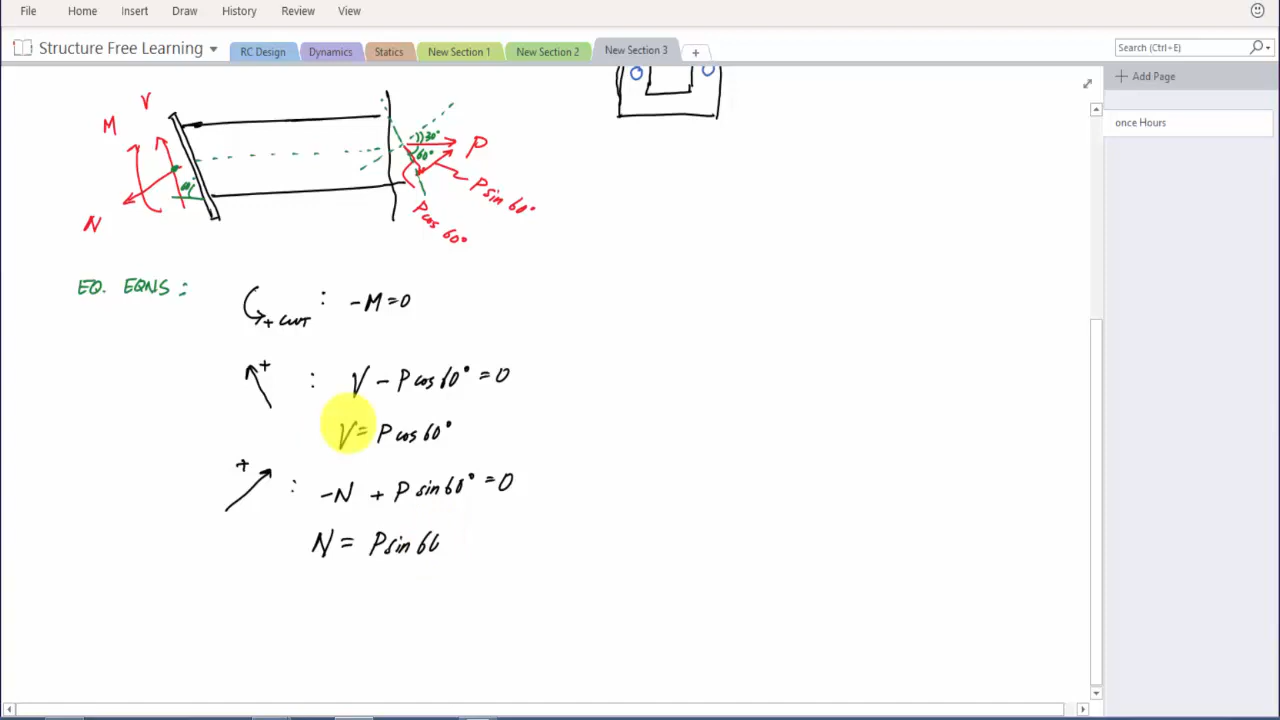 File Home Insert Draw History Review View
Structure Free Learning
RC Design Dynamics Statics New Section 1 New Section 2 New Section 3
Search (Ctrl+E)
Add Page
once Hours
V
M
N
60°
))30°
60°
P
P sin 60°
P cos 60°
EQ. EQNS :
+ CWT : -M=0
+ : V - P cos 60° = 0
V = P cos 60°
+ : -N + P sin 60° = 0
N = P sin 60